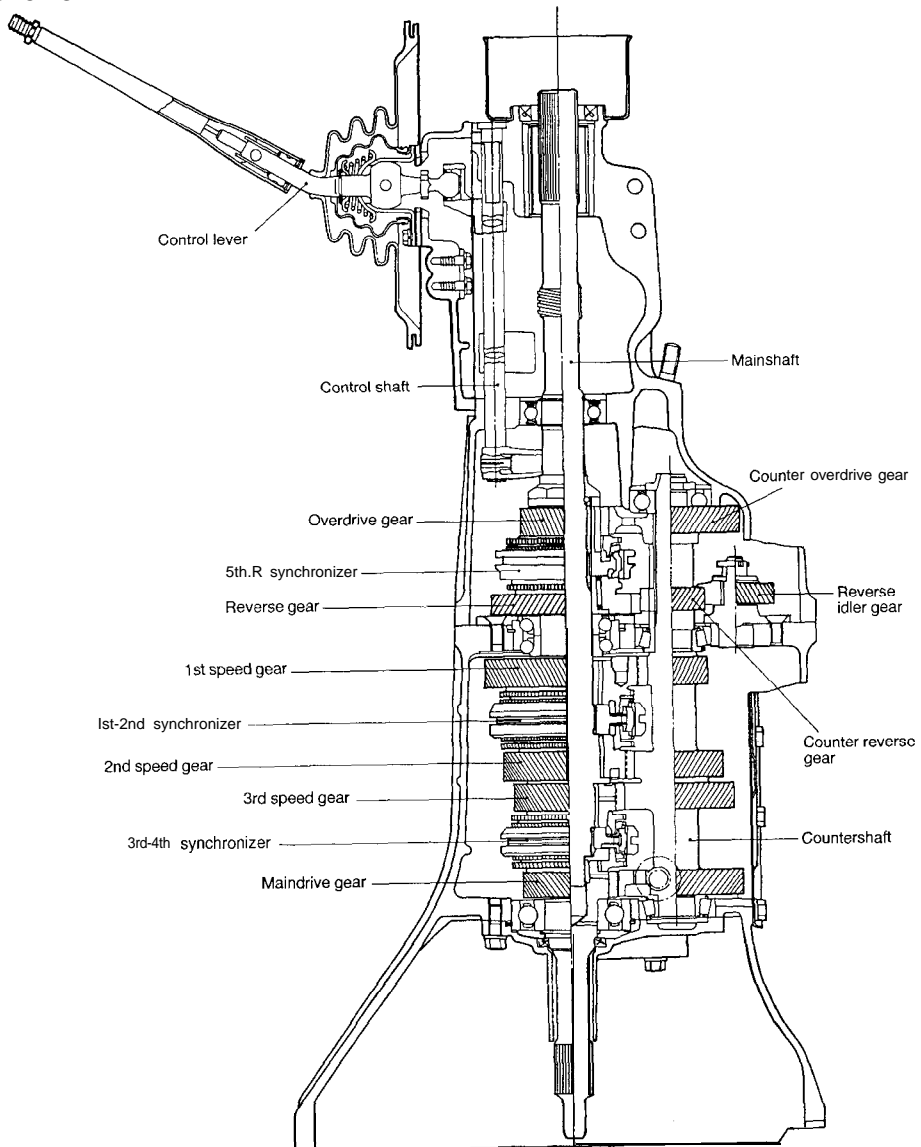 Control lever
Mainshaft
Control shaft
Counter overdrive gear
Overdrive gear
5th.R synchronizer
Reverse gear
Reverse
idler gear
1st speed gear
Ist-2nd synchronizer
Counter reverse
gear
2nd speed gear
3rd speed gear
3rd-4th synchronizer
Countershaft
Maindrive gear